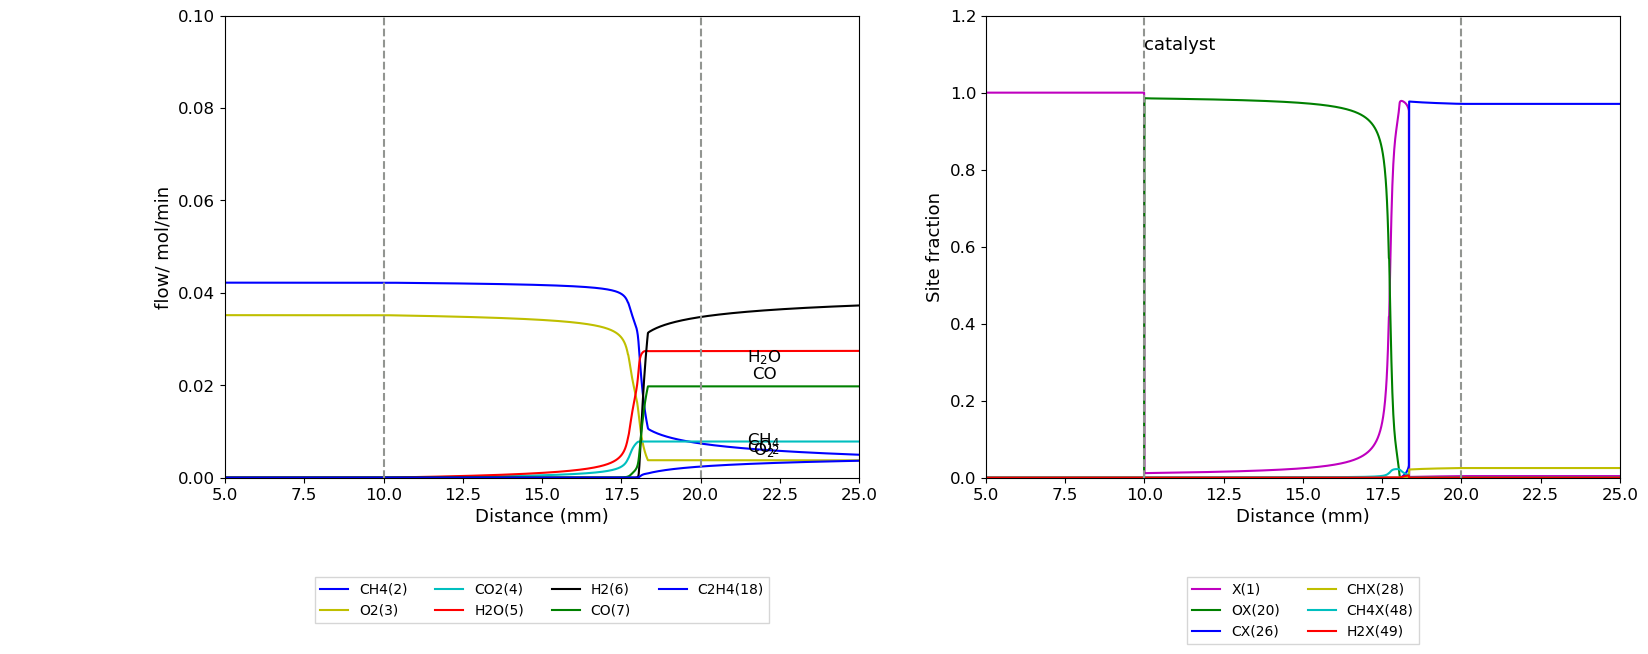 0.10
0.08
0.06
0.04
0.02
0.00
flow/ mol/min
H₂O
CO
CH₄
O₂
5.0 7.5 10.0 12.5 15.0 17.5 20.0 22.5 25.0
Distance (mm)
CH4(2) CO2(4) H2(6) C2H4(18)
O2(3) H2O(5) CO(7)
1.2
1.0
0.8
0.6
0.4
0.2
0.0
Site fraction
catalyst
5.0 7.5 10.0 12.5 15.0 17.5 20.0 22.5 25.0
Distance (mm)
X(1) CHX(28)
OX(20) CH4X(48)
CX(26) H2X(49)